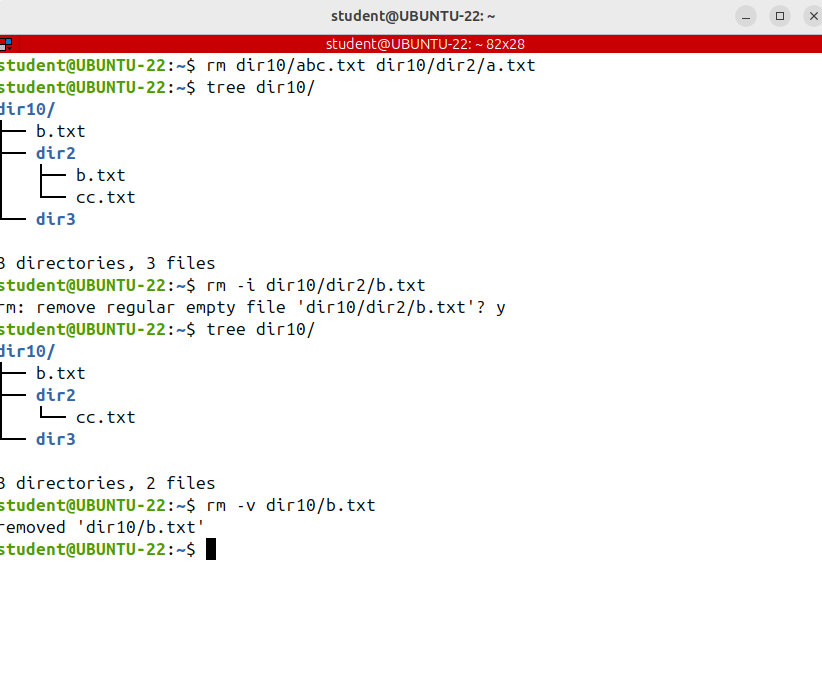 student@UBUNTU-22: ~
student@UBUNTU-22: ~ 82x28
student@UBUNTU-22:~$ rm dir10/abc.txt dir10/dir2/a.txt
student@UBUNTU-22:~$ tree dir10/
dir10/
├── b.txt
├── dir2
│   ├── b.txt
│   └── cc.txt
└── dir3
3 directories, 3 files
student@UBUNTU-22:~$ rm -i dir10/dir2/b.txt
rm: remove regular empty file 'dir10/dir2/b.txt'? y
student@UBUNTU-22:~$ tree dir10/
dir10/
├── b.txt
├── dir2
│   └── cc.txt
└── dir3
3 directories, 2 files
student@UBUNTU-22:~$ rm -v dir10/b.txt
removed 'dir10/b.txt'
student@UBUNTU-22:~$